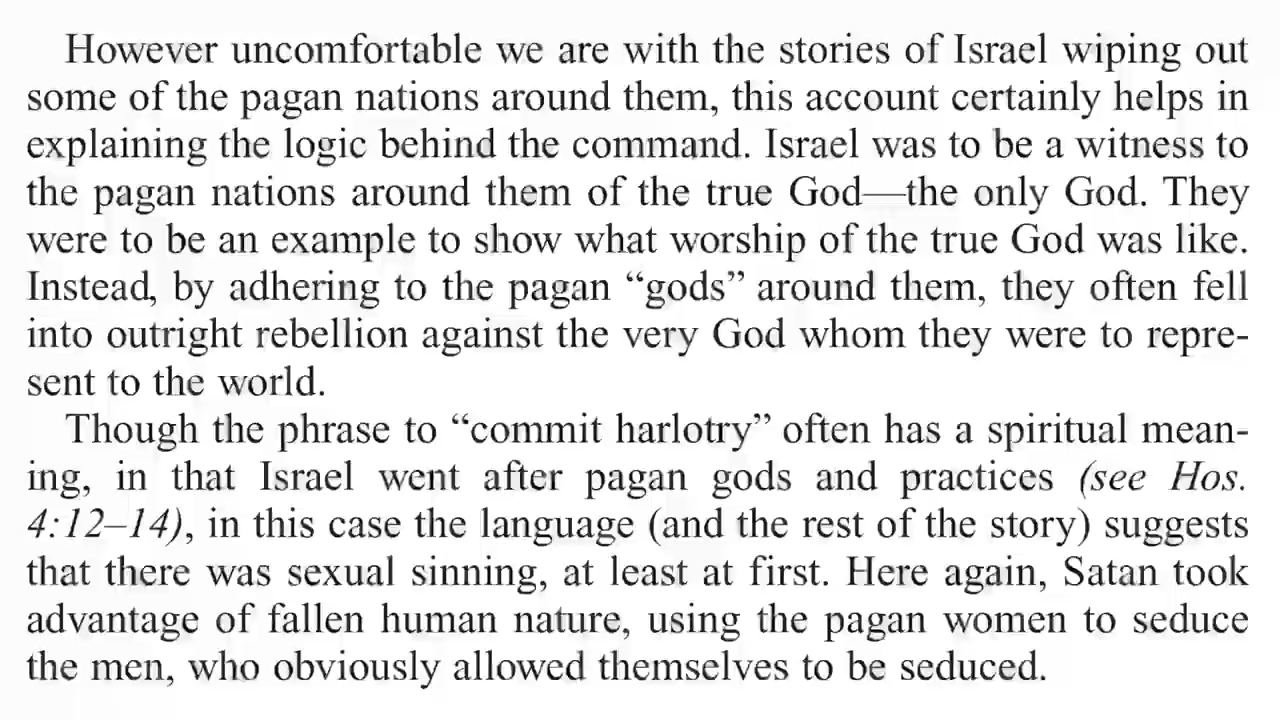 However uncomfortable we are with the stories of Israel wiping out
some of the pagan nations around them, this account certainly helps in
explaining the logic behind the command. Israel was to be a witness to
the pagan nations around them of the true God—the only God. They
were to be an example to show what worship of the true God was like.
Instead, by adhering to the pagan “gods” around them, they often fell
into outright rebellion against the very God whom they were to repre-
sent to the world.
Though the phrase to “commit harlotry” often has a spiritual mean-
ing, in that Israel went after pagan gods and practices (see Hos.
4:12–14), in this case the language (and the rest of the story) suggests
that there was sexual sinning, at least at first. Here again, Satan took
advantage of fallen human nature, using the pagan women to seduce
the men, who obviously allowed themselves to be seduced.